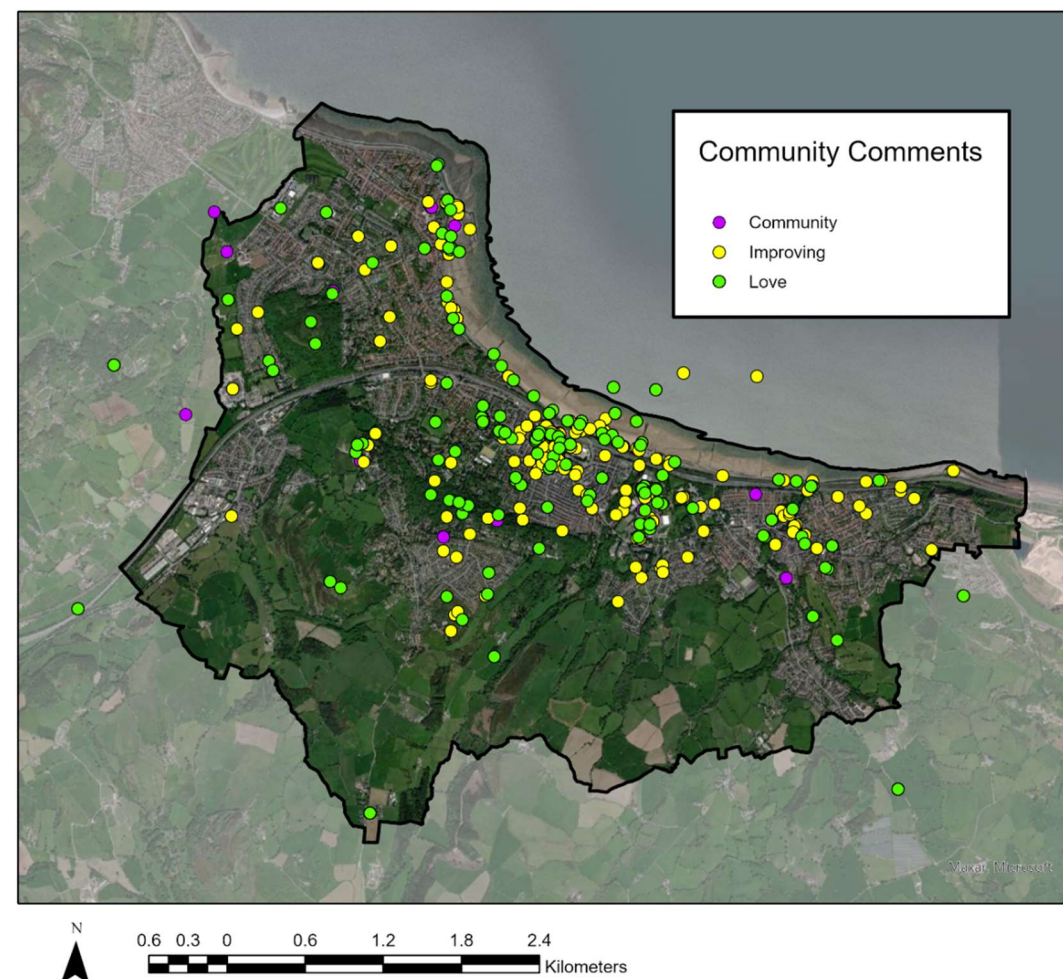 Community Comments
Community
Improving
Love
Maxar, Microsoft
N
0.6 0.3 0 0.6 1.2 1.8 2.4
Kilometers